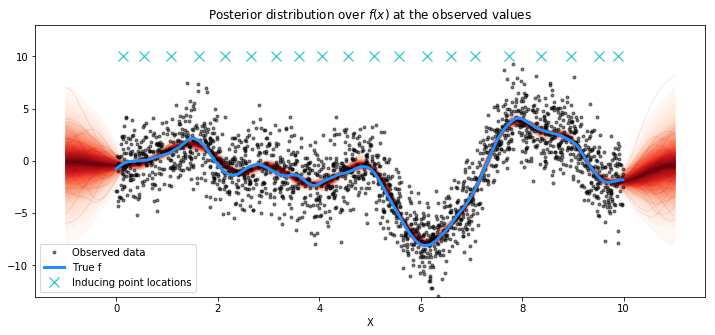 Posterior distribution over f(x) at the observed values
10
5
0
−5
−10
Observed data
True f
Inducing point locations
0 2 4 6 8 10
X